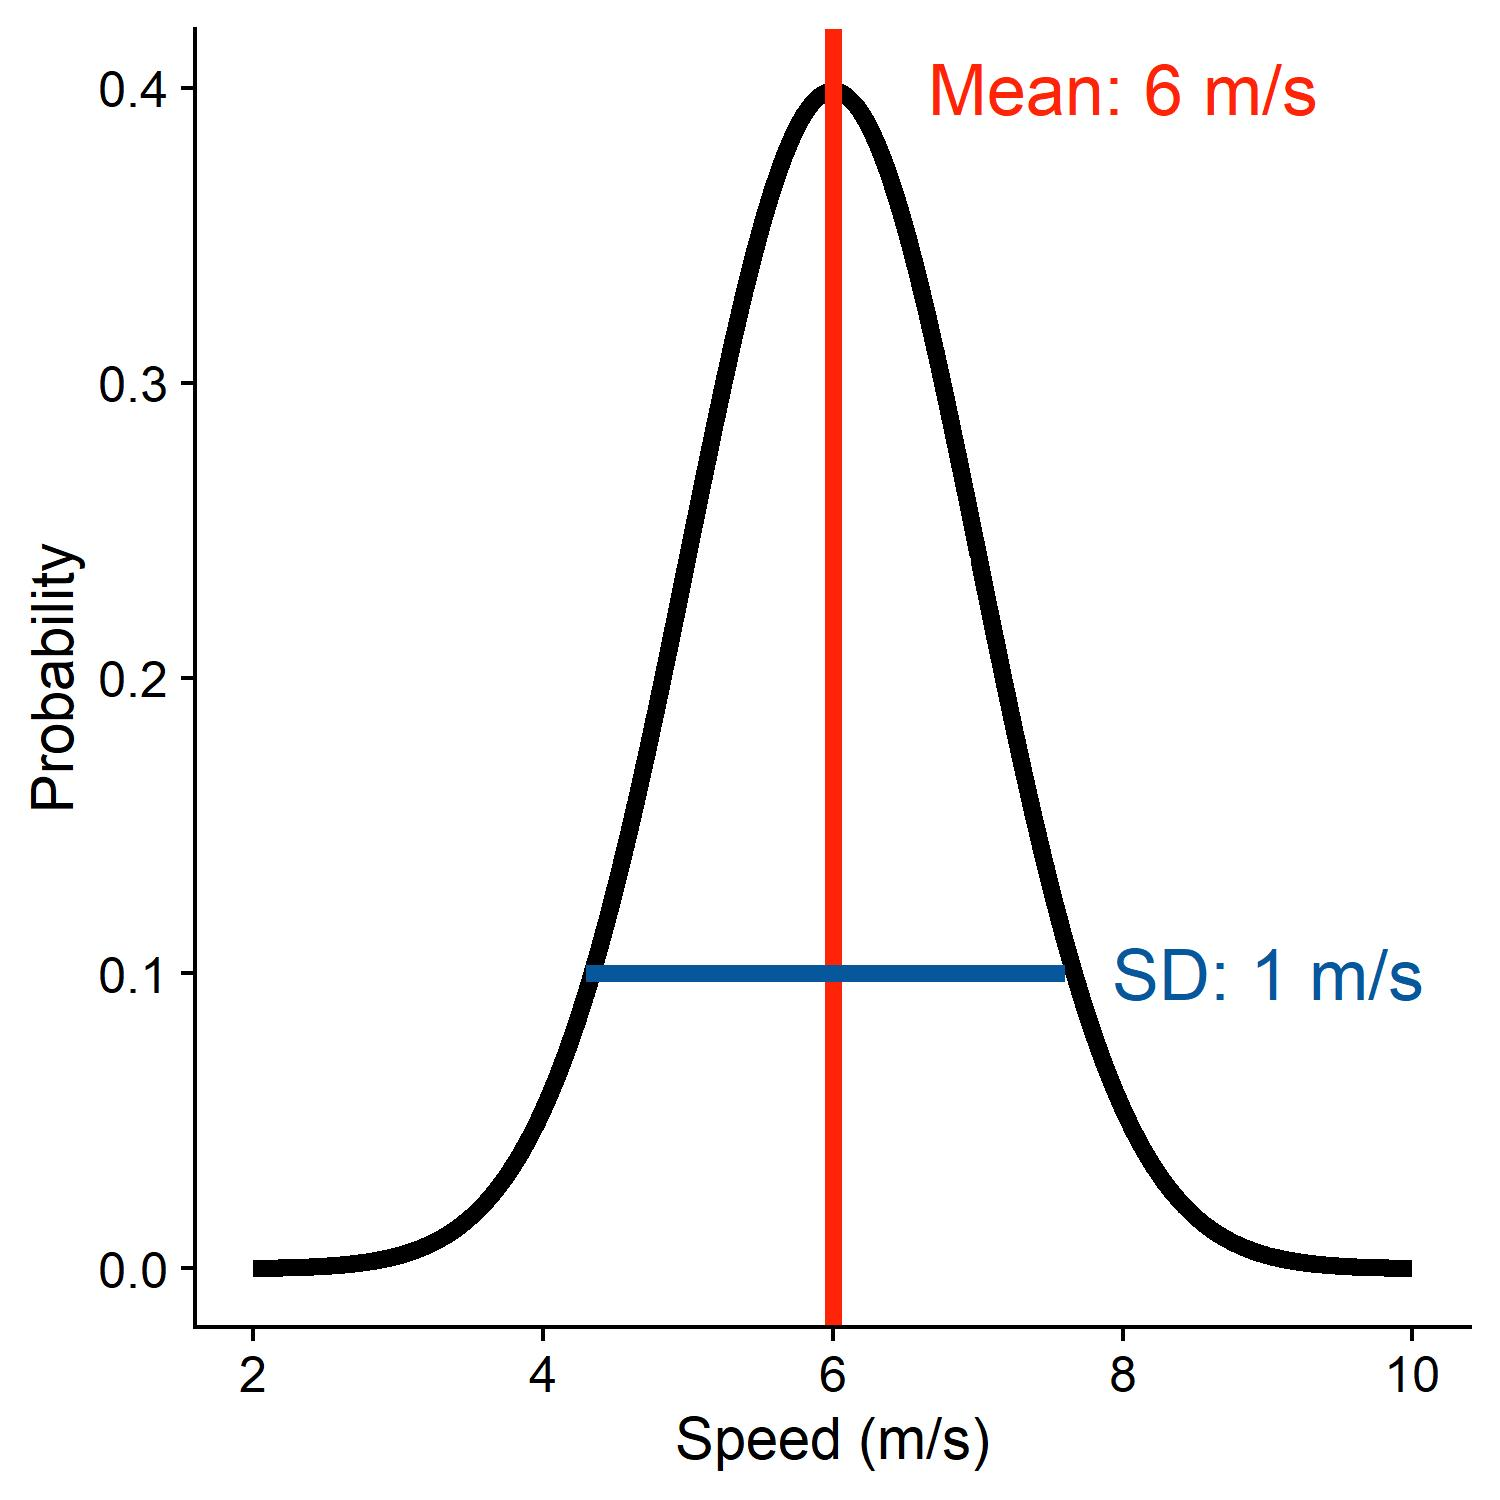 Mean: 6 m/s
SD: 1 m/s
Probability
0.4
0.3
0.2
0.1
0.0
2 4 6 8 10
Speed (m/s)